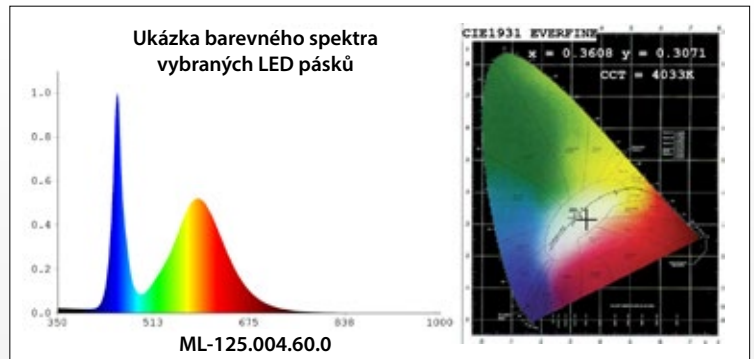 Ukázka barevného spektra
vybraných LED pásků
1.0
0.8
0.6
0.4
0.2
0.0
350 513 675 838 1000
ML-125.004.60.0
CIE1931 EVERFINE
x = 0.3608 y = 0.3071
CCT = 4033K